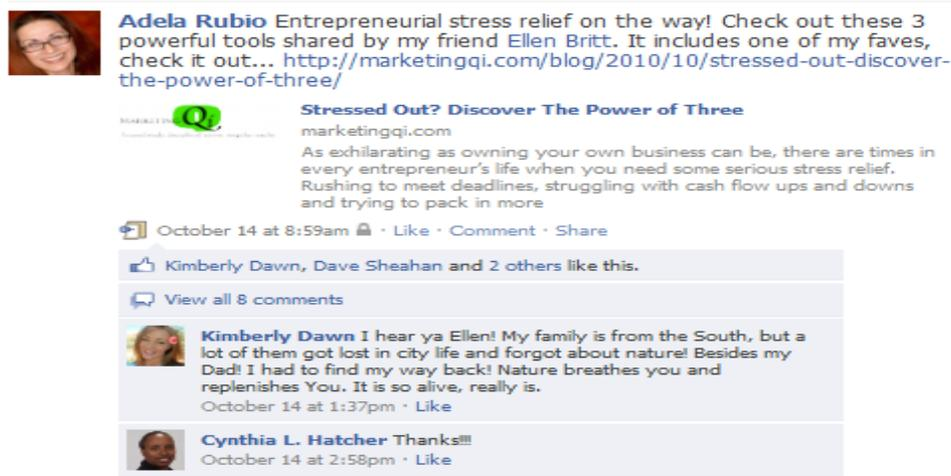 Adela Rubio Entrepreneurial stress relief on the way! Check out these 3
powerful tools shared by my friend Ellen Britt. It includes one of my faves,
check it out... http://marketingqi.com/blog/2010/10/stressed-out-discover-
the-power-of-three/
MARKETING Qi
Stressed Out? Discover The Power of Three
marketingqi.com
As exhilarating as owning your own business can be, there are times in
every entrepreneur's life when you need some serious stress relief.
Rushing to meet deadlines, struggling with cash flow ups and downs
and trying to pack in more
October 14 at 8:59am · Like · Comment · Share
Kimberly Dawn, Dave Sheahan and 2 others like this.
View all 8 comments
Kimberly Dawn I hear ya Ellen! My family is from the South, but a
lot of them got lost in city life and forgot about nature! Besides my
Dad! I had to find my way back! Nature breathes you and
replenishes You. It is so alive, really is.
October 14 at 1:37pm · Like
Cynthia L. Hatcher Thanks!!!
October 14 at 2:58pm · Like